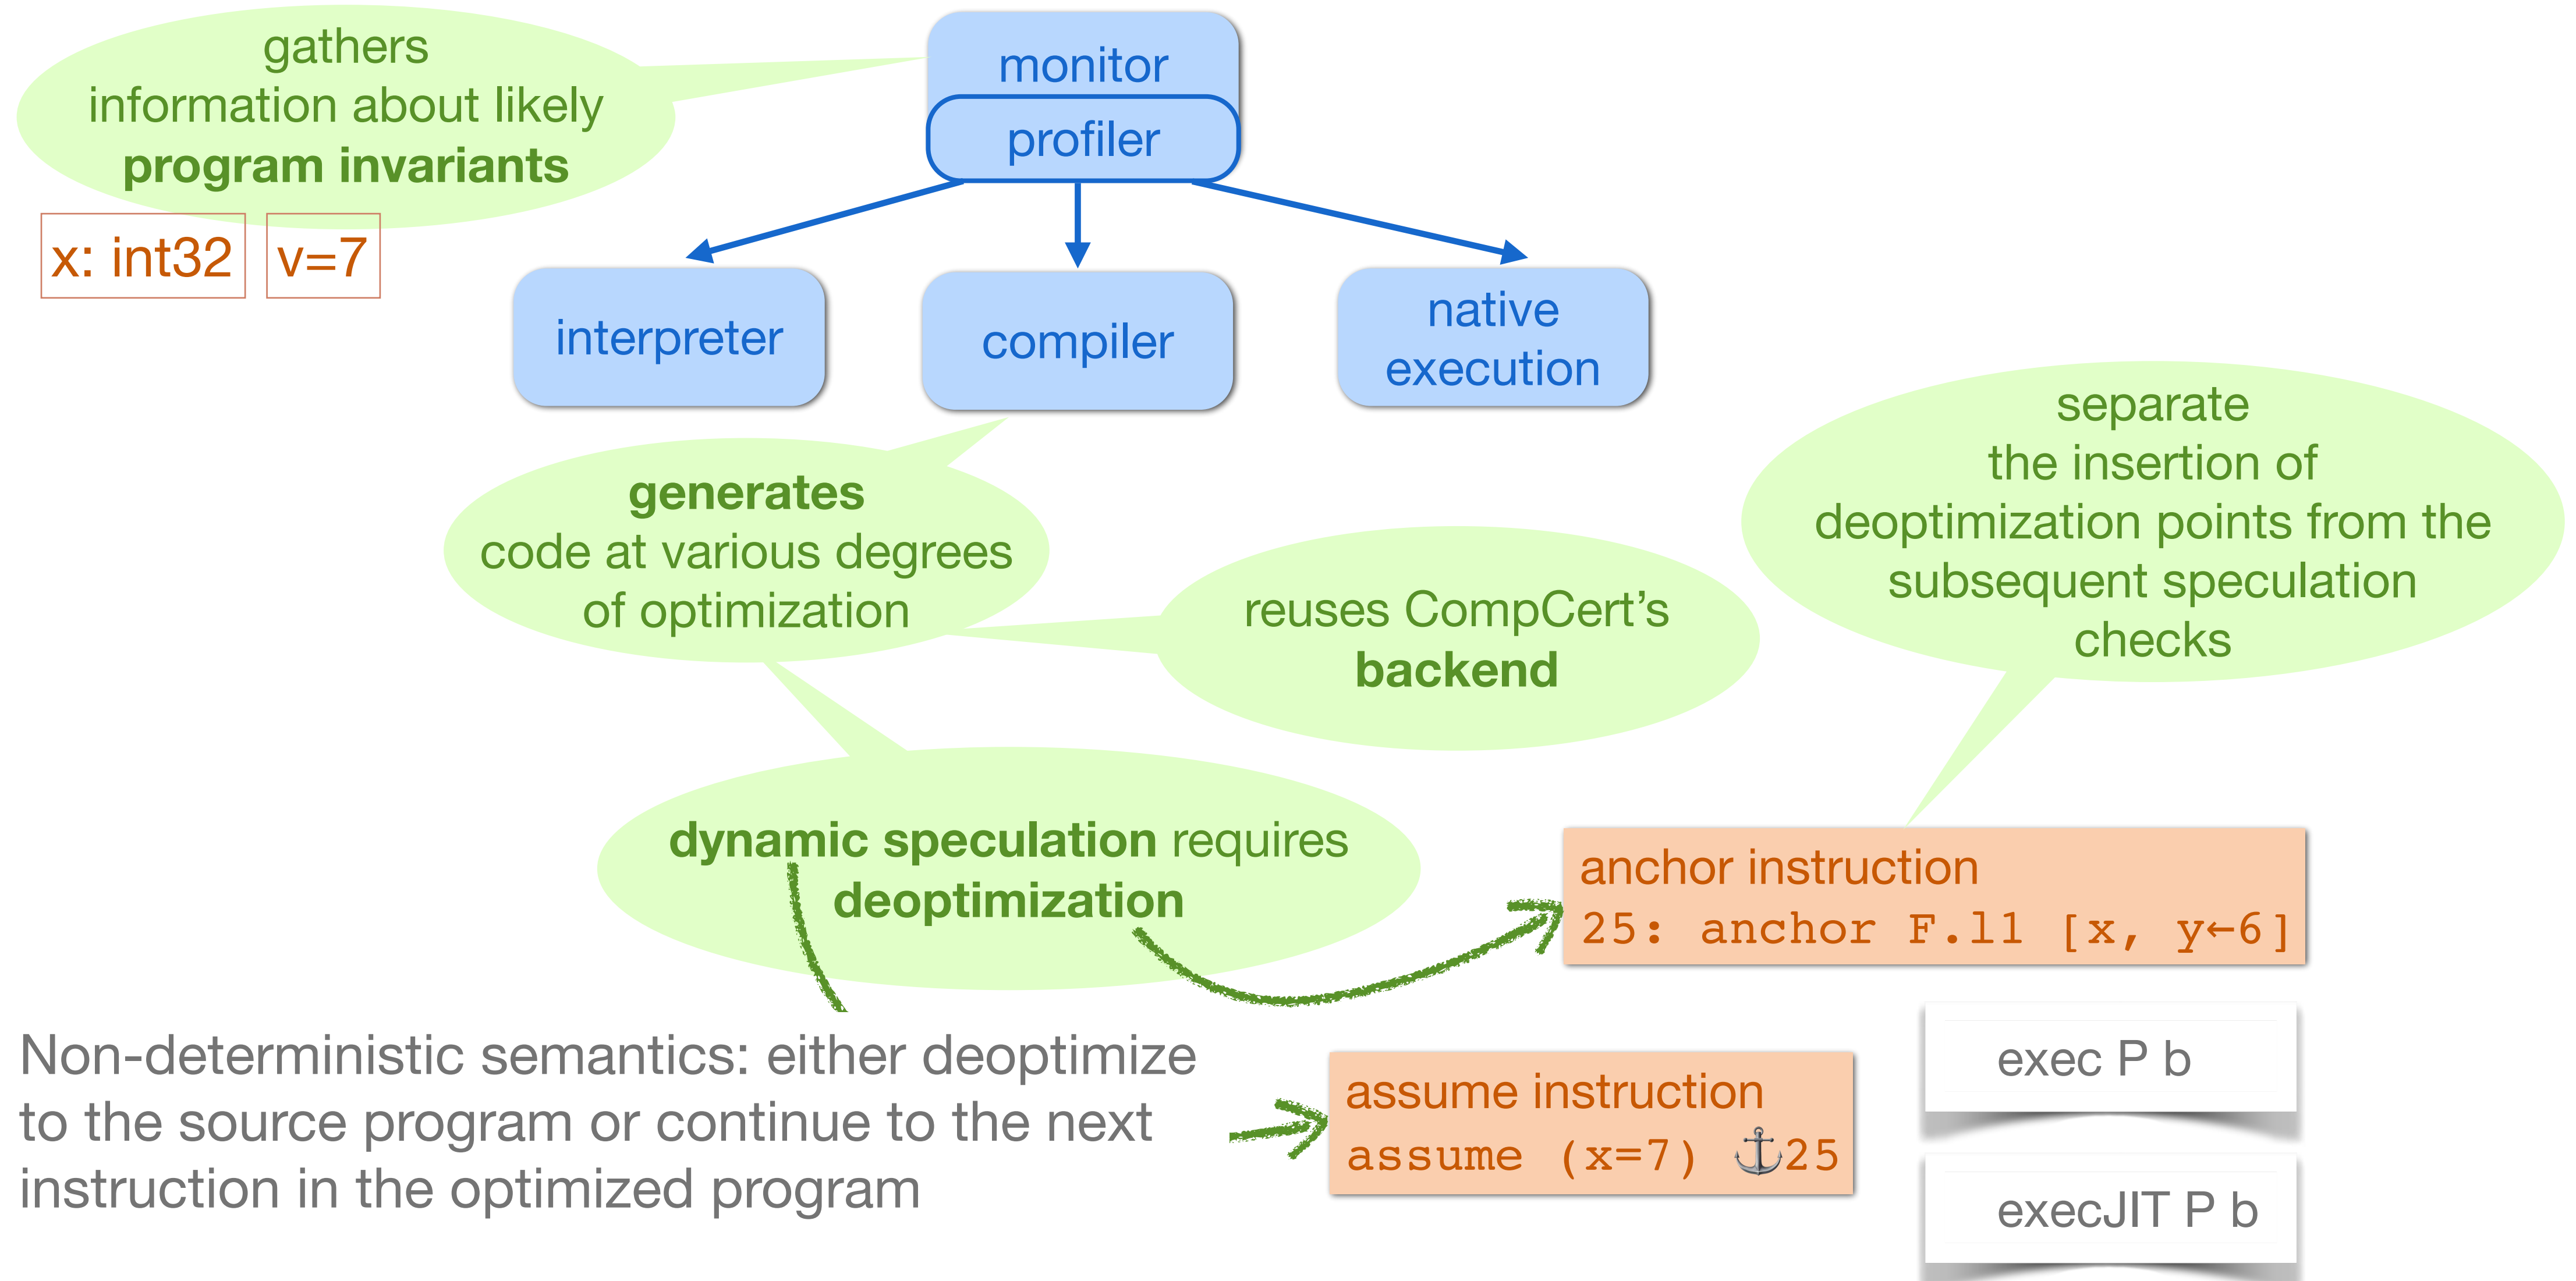 gathers
information about likely
program invariants
x: int32
v=7
monitor
profiler
interpreter
compiler
native
execution
generates
code at various degrees
of optimization
reuses CompCert’s
backend
separate
the insertion of
deoptimization points from the
subsequent speculation
checks
dynamic speculation requires
deoptimization
anchor instruction
25: anchor F.l1 [x, y←6]
Non-deterministic semantics: either deoptimize
to the source program or continue to the next
instruction in the optimized program
assume instruction
assume (x=7) ⚓25
exec P b
execJIT P b